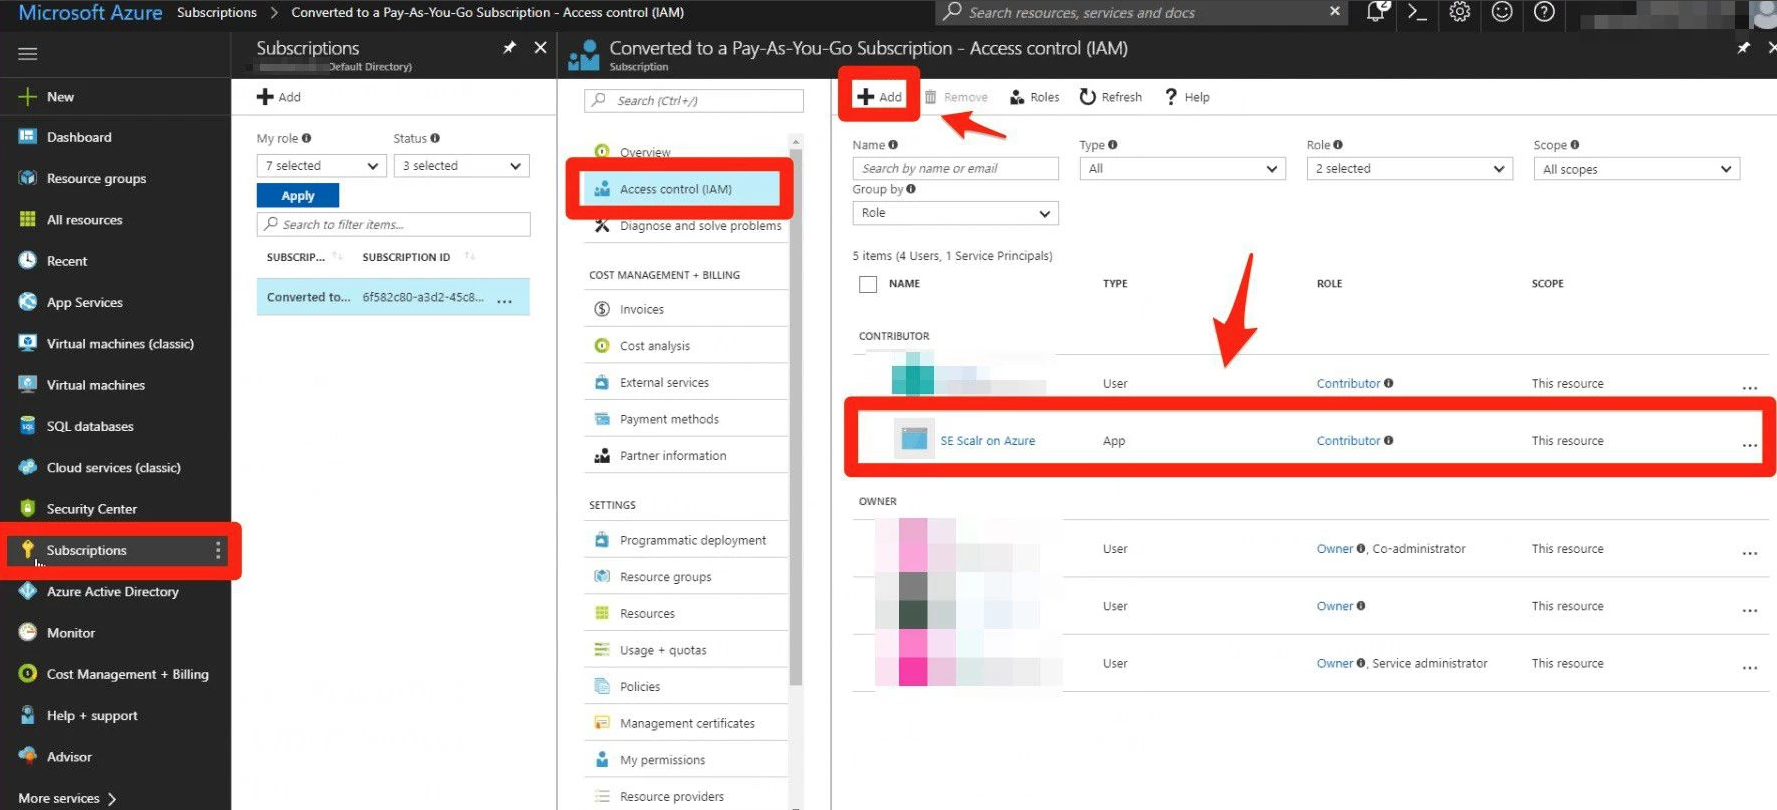 Microsoft Azure Subscriptions > Converted to a Pay-As-You-Go Subscription - Access control (IAM)
Search resources, services and docs
2
New
Dashboard
Resource groups
All resources
Recent
App Services
Virtual machines (classic)
Virtual machines
SQL databases
Cloud services (classic)
Security Center
Subscriptions
Azure Active Directory
Monitor
Cost Management + Billing
Help + support
Advisor
More services >
Subscriptions
Default Directory)
Add
My role
Status
7 selected
3 selected
Apply
Search to filter items...
SUBSCRIP...
SUBSCRIPTION ID
Converted to...
6f582c80-a3d2-45c8...
...
Converted to a Pay-As-You-Go Subscription - Access control (IAM)
Subscription
Search (Ctrl+/)
Overview
Access control (IAM)
Diagnose and solve problems
COST MANAGEMENT + BILLING
Invoices
Cost analysis
External services
Payment methods
Partner information
SETTINGS
Programmatic deployment
Resource groups
Resources
Usage + quotas
Policies
Management certificates
My permissions
Resource providers
Add
Remove
Roles
Refresh
? Help
Name
Search by name or email
Type
All
Role
2 selected
Scope
All scopes
Group by
Role
5 items (4 Users, 1 Service Principals)
NAME
TYPE
ROLE
SCOPE
CONTRIBUTOR
User Contributor This resource ...
SE Scalr on Azure App Contributor This resource ...
OWNER
User Owner , Co-administrator This resource ...
User Owner This resource ...
User Owner , Service administrator This resource ...